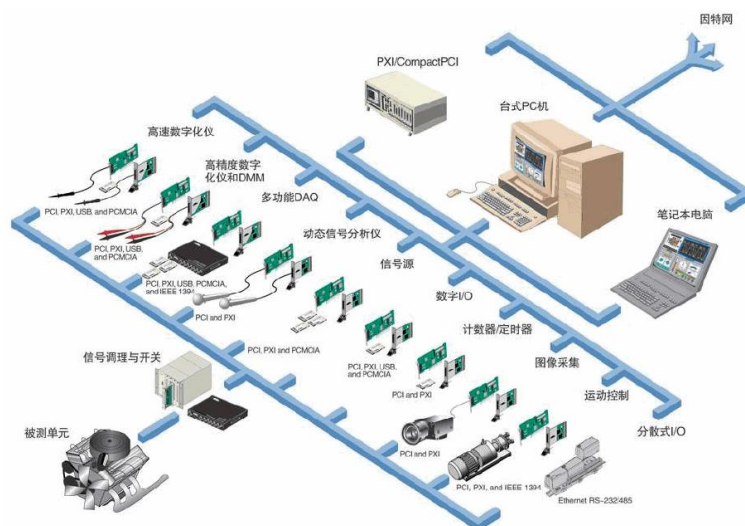 因特网
PXI/CompactPCI
台式PC机
高速数字化仪
高精度数字
化仪和DMM
多功能DAQ
PCI, PXI, USB, and PCMCIA
动态信号分析仪
笔记本电脑
PCI, PXI, USB,
and PCMCIA
信号源
PCI, PXI, USB, PCMCIA,
and IEEE 1394
数字I/O
PCI and PXI
计数器/定时器
信号调理与开关
PCI, PXI and PCMCIA
图像采集
PCI, PXI, USB,
and PCMCIA
运动控制
PCI and PXI
分散式I/O
被测单元
PCI and PXI
PCI, PXI, and IEEE 1394
Ethernet RS-232/485